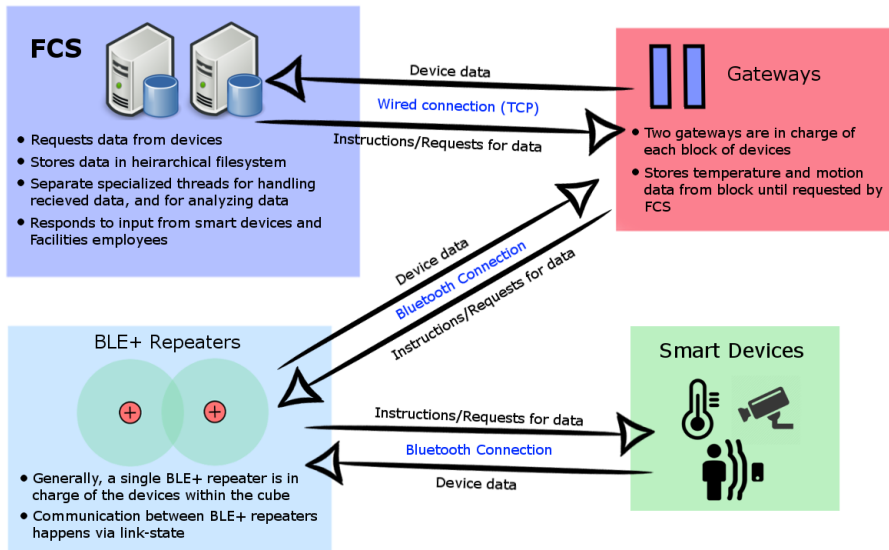 FCS
• Requests data from devices
• Stores data in heirarchical filesystem
• Separate specialized threads for handling
recieved data, and for analyzing data
• Responds to input from smart devices and
Facilities employees
Device data
Wired connection (TCP)
Instructions/Requests for data
Gateways
• Two gateways are in charge of
each block of devices
• Stores temperature and motion
data from block until requested by
FCS
Device data
Bluetooth Connection
Instructions/Requests for data
BLE+ Repeaters
• Generally, a single BLE+ repeater is in
charge of the devices within the cube
• Communication between BLE+ repeaters
happens via link-state
Instructions/Requests for data
Bluetooth Connection
Device data
Smart Devices